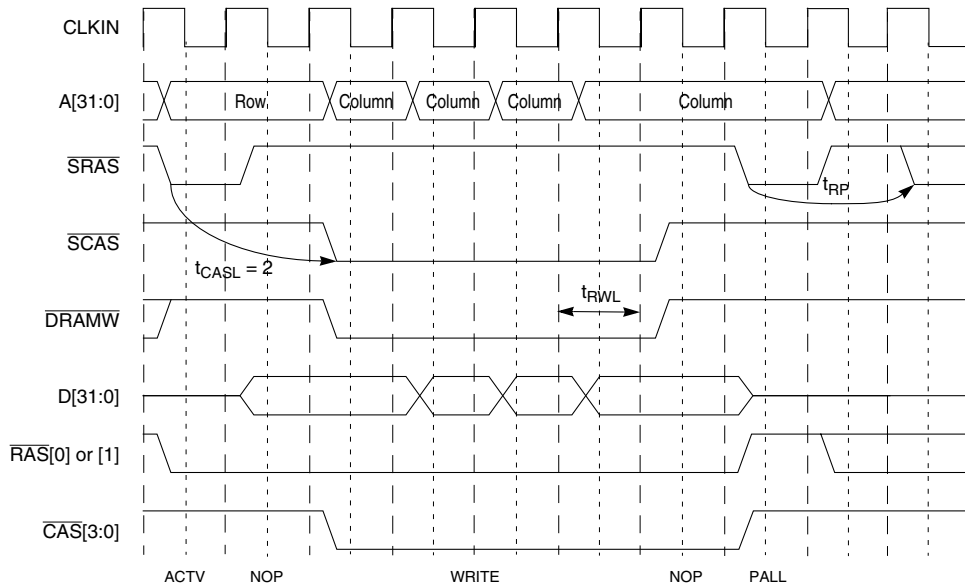 CLKIN
A[31:0] Row Column Column Column Column
SRAS
tRP
SCAS
tCASL = 2
tRWL
DRAMW
D[31:0]
RAS[0] or [1]
CAS[3:0]
ACTV NOP WRITE NOP PALL